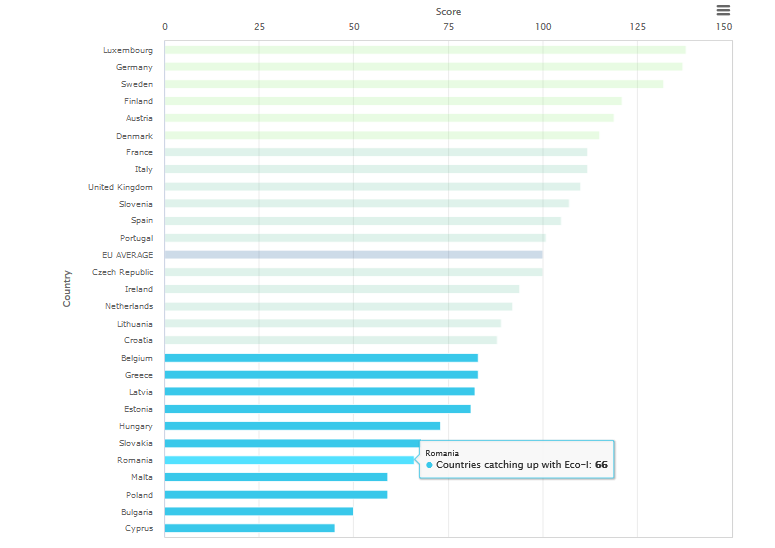 Score
0 25 50 75 100 125 150
Luxembourg
Germany
Sweden
Finland
Austria
Denmark
France
Italy
United Kingdom
Slovenia
Spain
Portugal
EU AVERAGE
Czech Republic
Country
Ireland
Netherlands
Lithuania
Croatia
Belgium
Greece
Latvia
Estonia
Hungary
Slovakia
Romania
Romania
Countries catching up with Eco-I: 66
Malta
Poland
Bulgaria
Cyprus